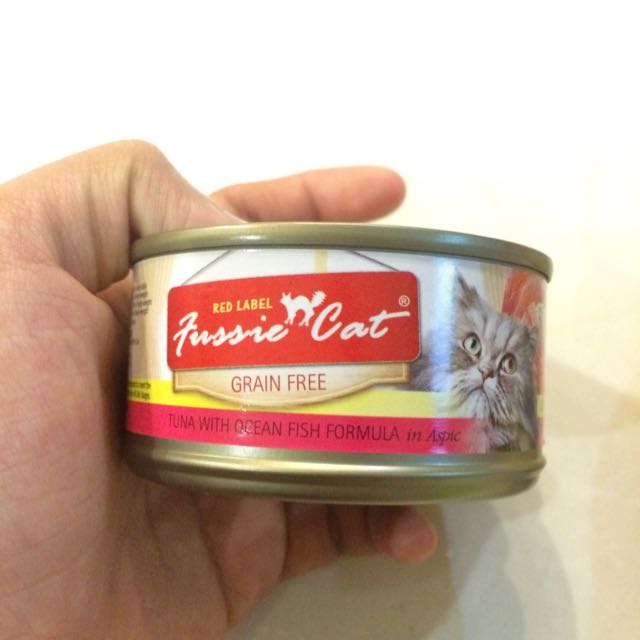 RED LABEL
Fussie Cat®
GRAIN FREE
TUNA WITH OCEAN FISH FORMULA in Aspic